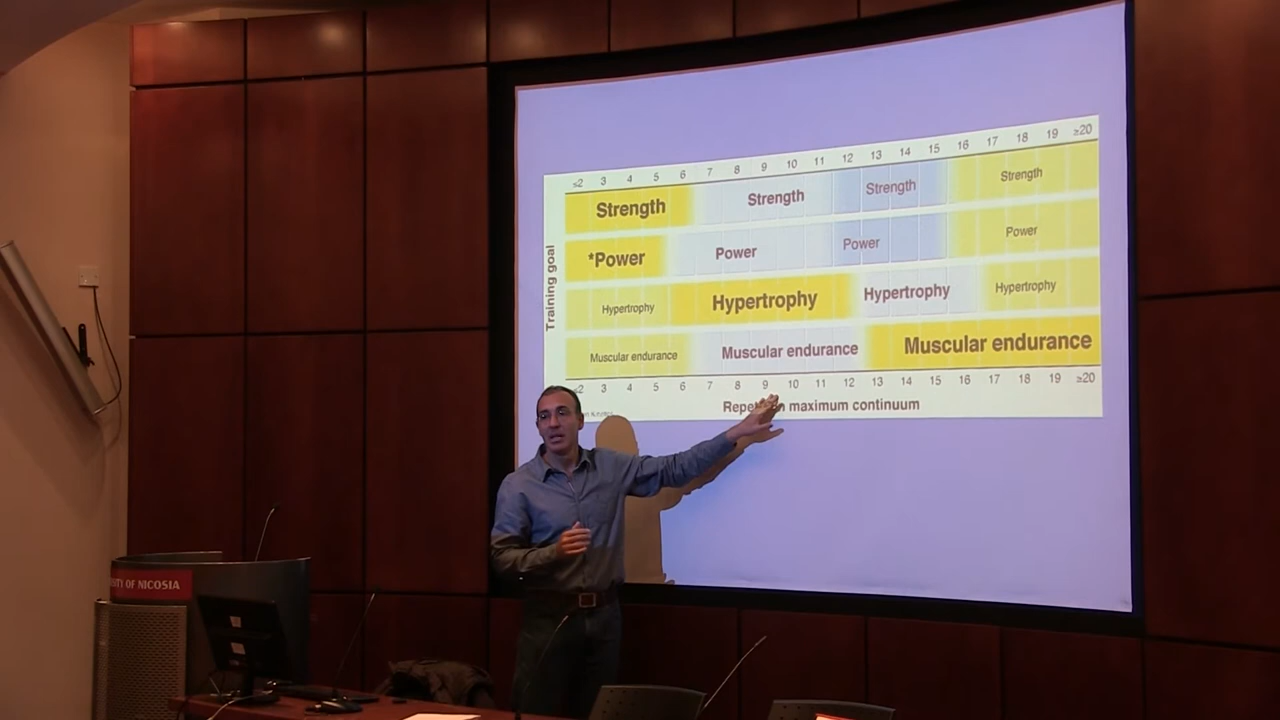 ≤2 3 4 5 6 7 8 9 10 11 12 13 14 15 16 17 18 19 ≥20
Training goal
Strength Strength Strength Strength
*Power Power Power Power
Hypertrophy Hypertrophy Hypertrophy Hypertrophy
Muscular endurance Muscular endurance Muscular endurance
≤2 3 4 5 6 7 8 9 10 11 12 13 14 15 16 17 18 19 ≥20
maximum continuum
OF NICOSIA